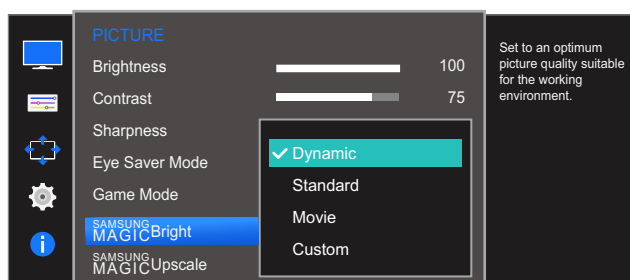 PICTURE
Brightness 100
Contrast 75
Sharpness
Eye Saver Mode
Game Mode
SAMSUNG
MAGICBright
SAMSUNG
MAGICUpscale
Dynamic
Standard
Movie
Custom
Set to an optimum
picture quality suitable
for the working
environment.